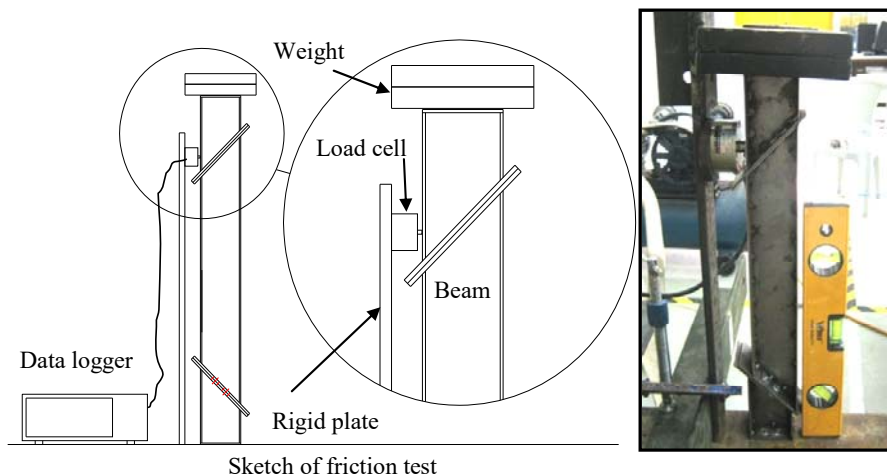 Weight
Load cell
Beam
Data logger
Rigid plate
Sketch of friction test